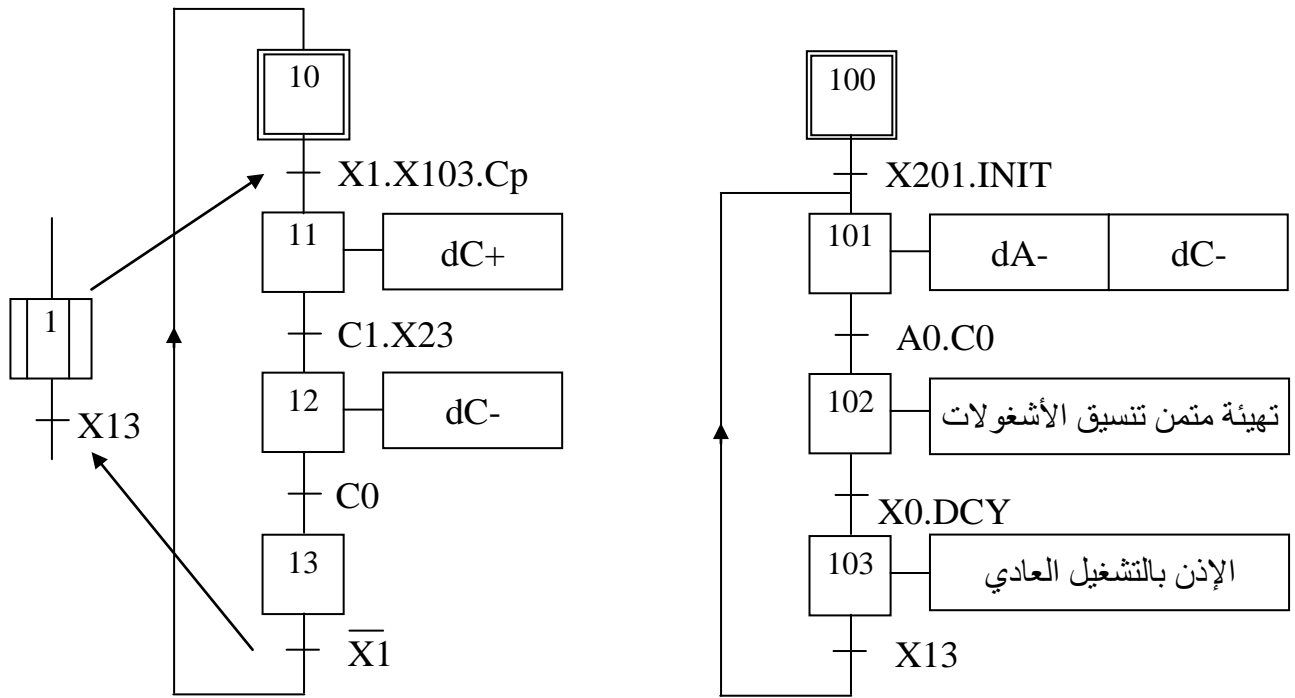 1
X13
10
X1.X103.Cp
11
dC+
C1.X23
12
dC-
C0
13
X1
100
X201.INIT
101
dA-
dC-
A0.C0
102
تهيئة متمن تنسيق الأشغولات
X0.DCY
103
الإذن بالتشغيل العادي
X13